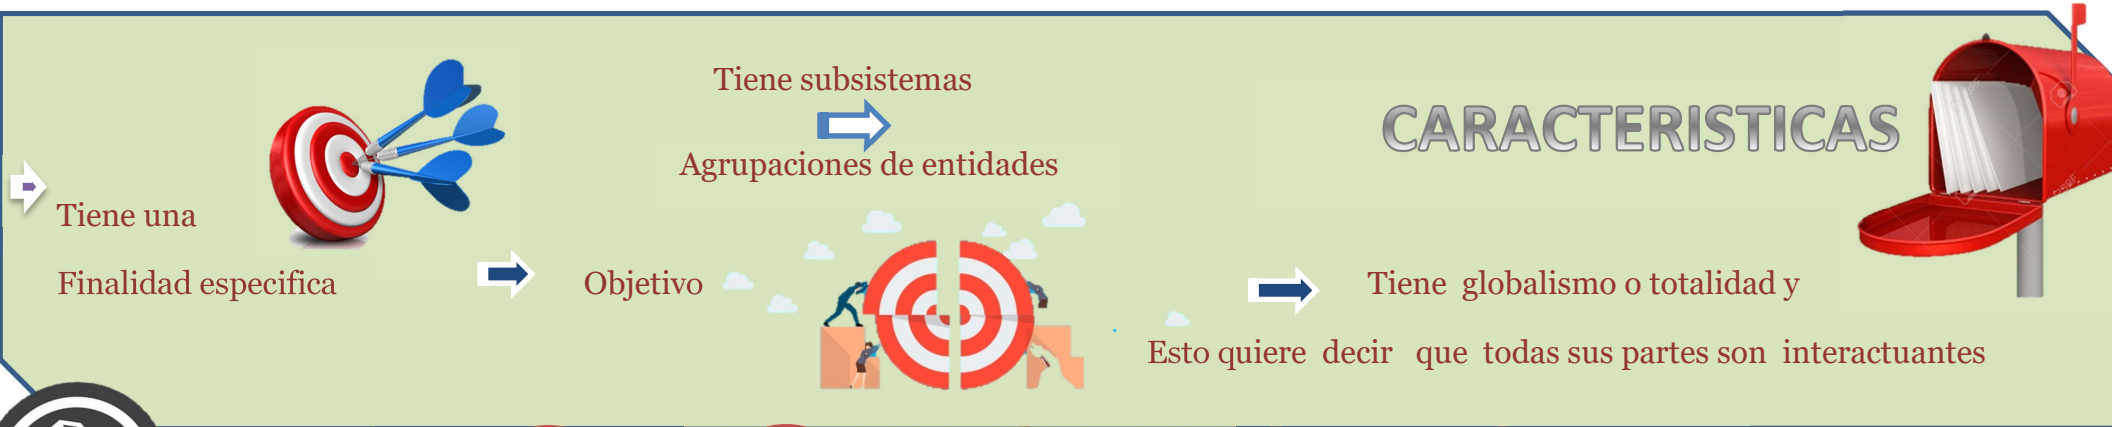 Tiene subsistemas
CARACTERISTICAS
Agrupaciones de entidades
Tiene una
Finalidad especifica
Objetivo
Tiene globalismo o totalidad y
Esto quiere decir que todas sus partes son interactuantes